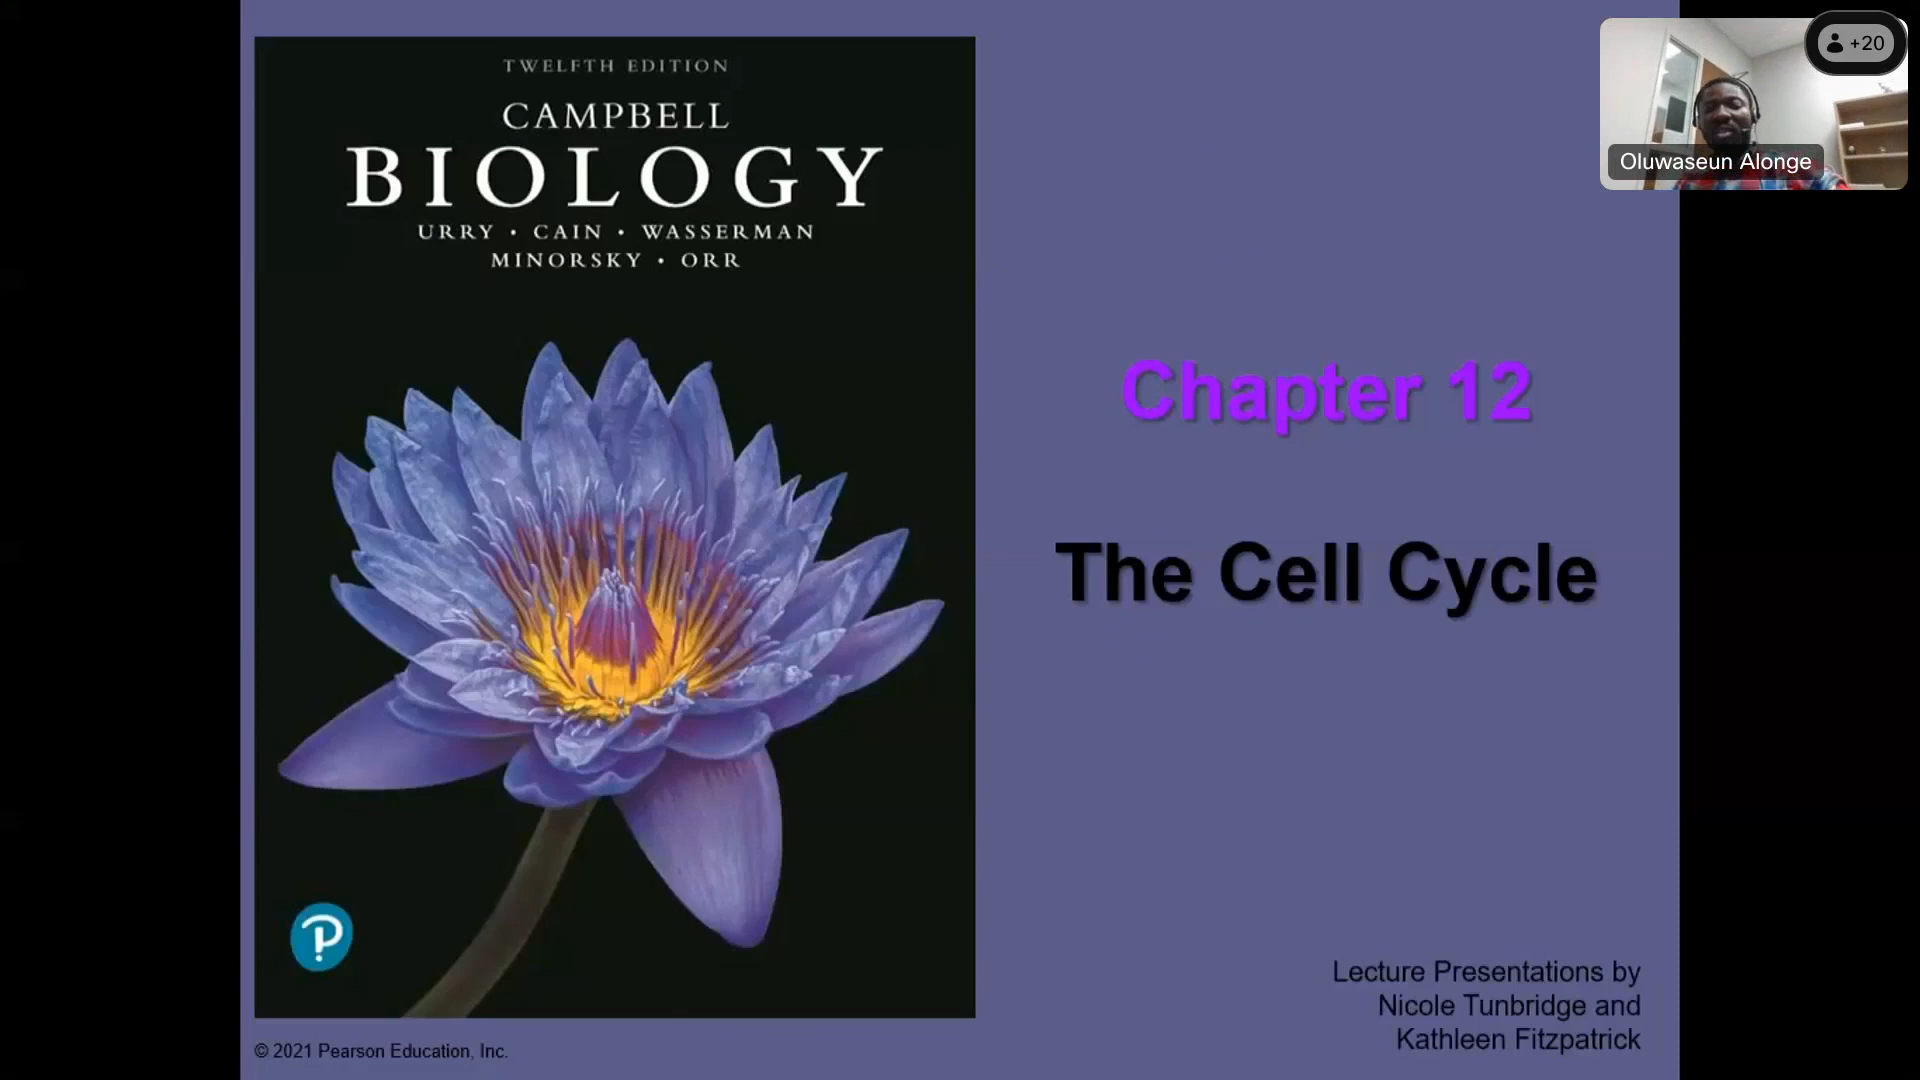 TWELFTH EDITION
CAMPBELL
BIOLOGY
URRY • CAIN • WASSERMAN
MINORSKY • ORR
P
© 2021 Pearson Education, Inc.
Chapter 12
The Cell Cycle
Lecture Presentations by
Nicole Tunbridge and
Kathleen Fitzpatrick
+20
Oluwaseun Alonge